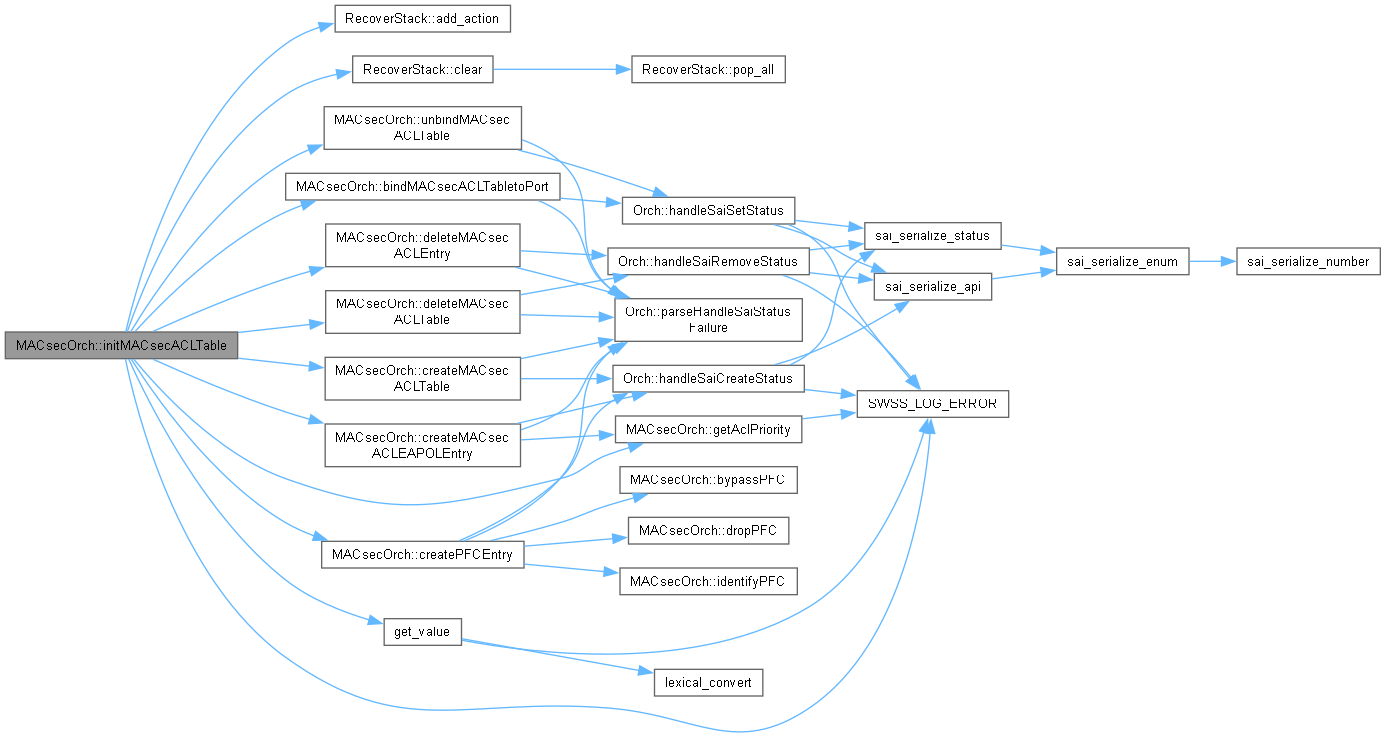 RecoverStack::add_action
RecoverStack::clear
RecoverStack::pop_all
MACsecOrch::unbindMACsec
ACLTable
MACsecOrch::bindMACsecACLTabletoPort
Orch::handleSaiSetStatus
MACsecOrch::deleteMACsec
ACLEntry
sai_serialize_status
Orch::handleSaiRemoveStatus
sai_serialize_enum
sai_serialize_number
sai_serialize_api
MACsecOrch::deleteMACsec
ACLTable
Orch::parseHandleSaiStatus
Failure
MACsecOrch::initMACsecACLTable
MACsecOrch::createMACsec
ACLTable
Orch::handleSaiCreateStatus
SWSS_LOG_ERROR
MACsecOrch::createMACsec
ACLEAPOLEntry
MACsecOrch::getAclPriority
MACsecOrch::bypassPFC
MACsecOrch::dropPFC
MACsecOrch::createPFCEntry
MACsecOrch::identifyPFC
get_value
lexical_convert